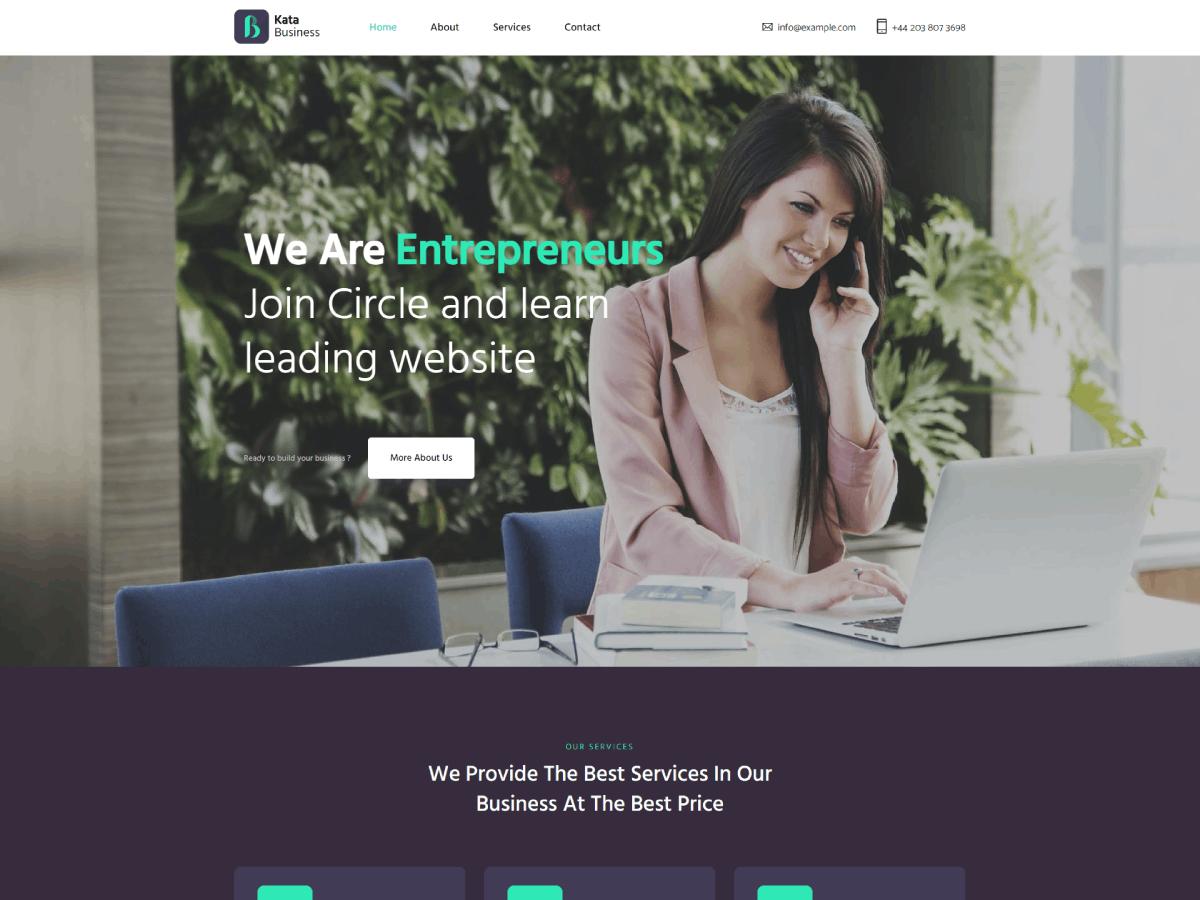 Kata
Business
Home
About
Services
Contact
info@example.com
+44 203 807 3698
We Are Entrepreneurs
Join Circle and learn
leading website
Ready to build your business ?
More About Us
OUR SERVICES
We Provide The Best Services In Our
Business At The Best Price